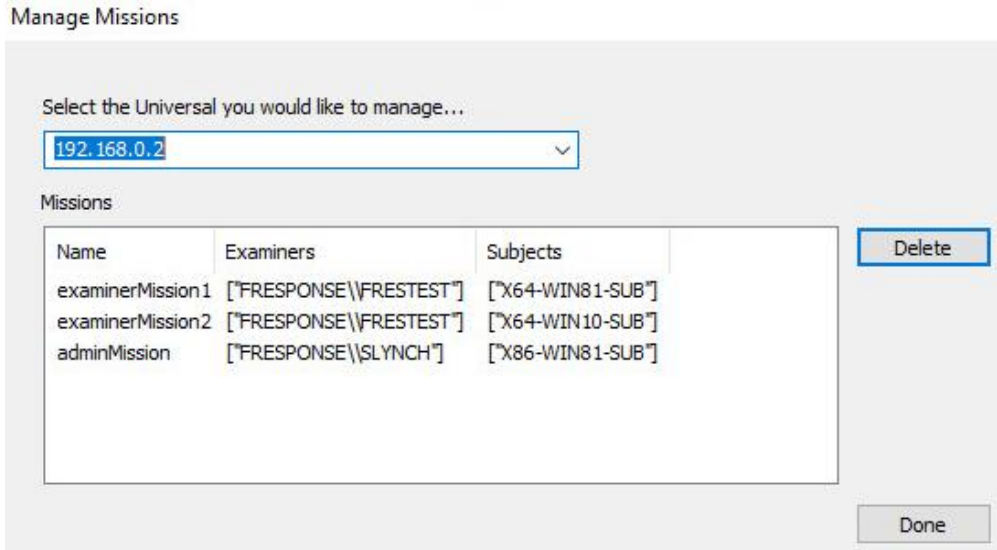 Manage Missions
Select the Universal you would like to manage...
192.168.0.2
Missions
Name Examiners Subjects
Delete
examinerMission1 ["FRESPONSE\\FRESTEST"] ["X64-WIN81-SUB"]
examinerMission2 ["FRESPONSE\\FRESTEST"] ["X64-WIN10-SUB"]
adminMission ["FRESPONSE\\SLYNCH"] ["X86-WIN81-SUB"]
Done